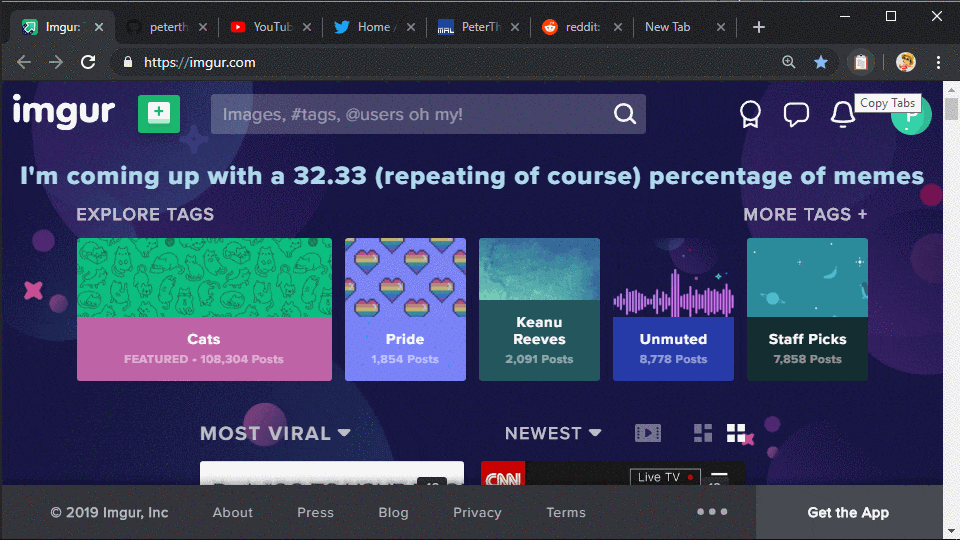 Imgur:
peterth
YouTub
Home /
MAL PeterTh
reddit:
New Tab
https://imgur.com
Copy Tabs
imgur
Images, #tags, @users oh my!
I'm coming up with a 32.33 (repeating of course) percentage of memes
EXPLORE TAGS
MORE TAGS +
Cats
FEATURED • 108,304 Posts
Pride
1,854 Posts
Keanu
Reeves
2,091 Posts
Unmuted
8,778 Posts
Staff Picks
7,858 Posts
MOST VIRAL
NEWEST
CNN
Live TV
© 2019 Imgur, Inc
About
Press
Blog
Privacy
Terms
Get the App